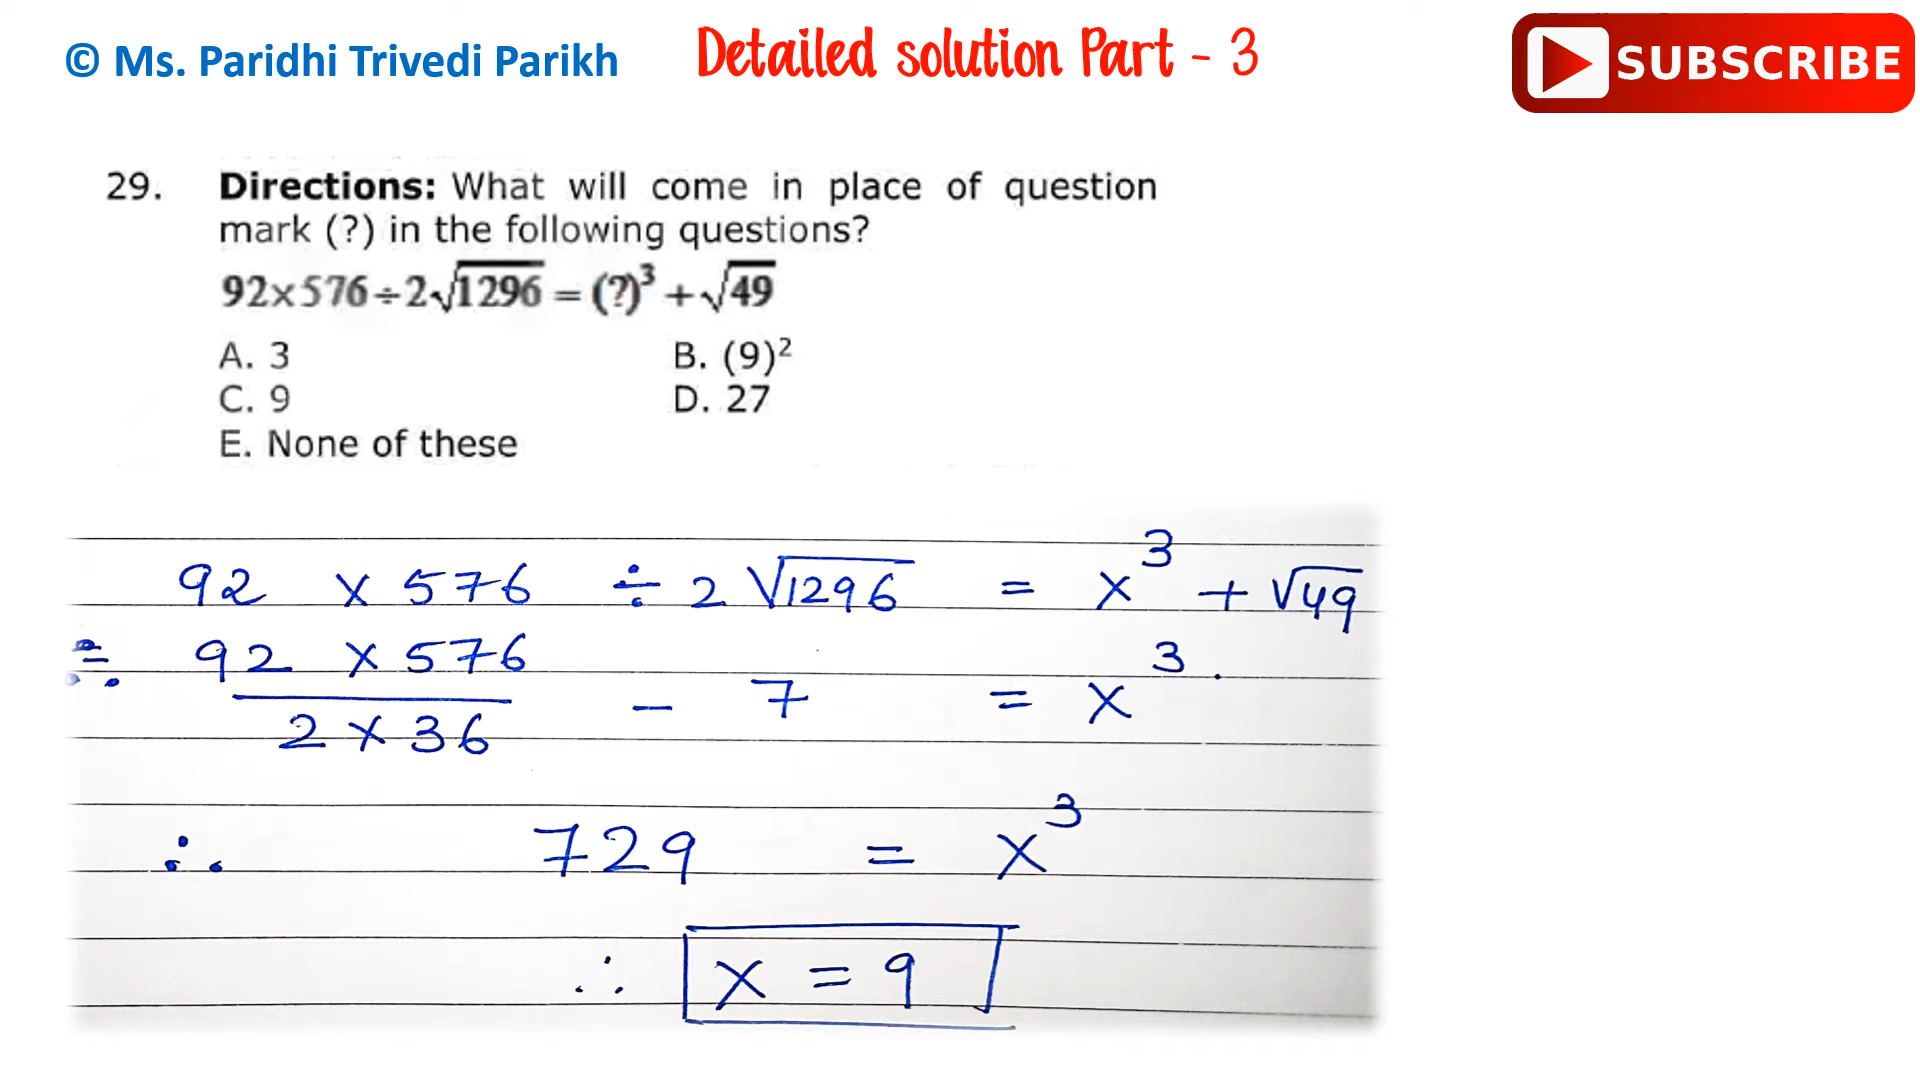 © Ms. Paridhi Trivedi Parikh
Detailed solution Part - 3
SUBSCRIBE
29. Directions: What will come in place of question
mark (?) in the following questions?
92×576÷2√1296 = (?)³ + √49
A. 3 B. (9)²
C. 9 D. 27
E. None of these
92 × 576 ÷ 2 √1296 = x³ + √49
∴ 92 × 576 / 2 × 36 - 7 = x³
∴ 729 = x³
∴ x = 9